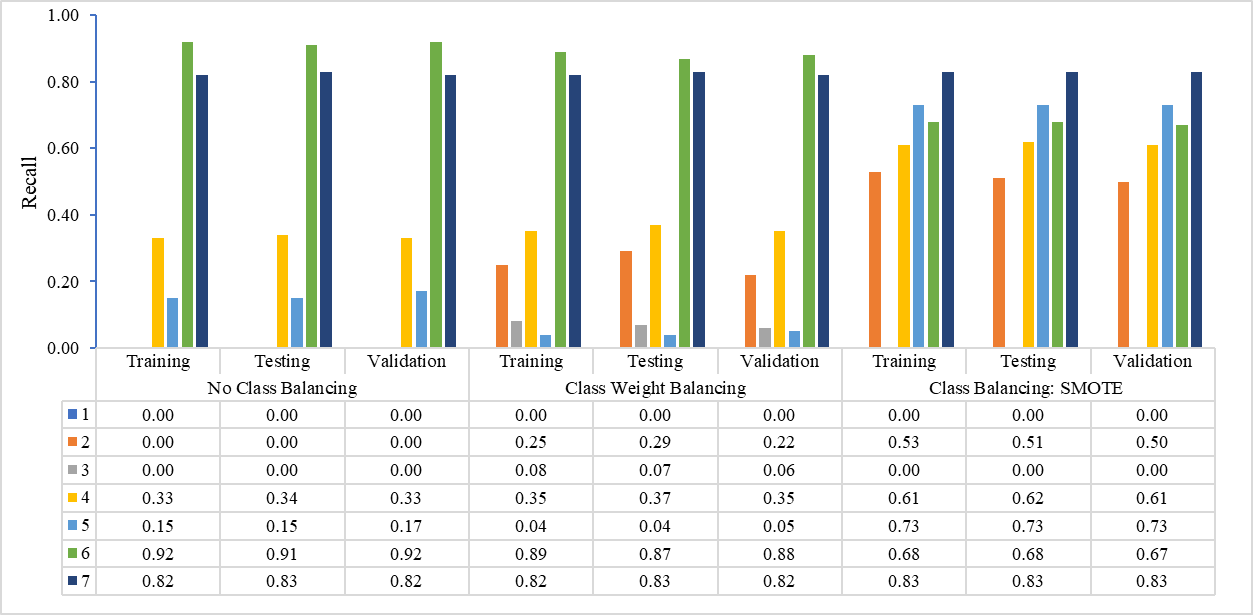 1.00
0.80
0.60
0.40
0.20
0.00
Recall
Training Testing Validation Training Testing Validation Training Testing Validation
No Class Balancing Class Weight Balancing Class Balancing: SMOTE
1 0.00 0.00 0.00 0.00 0.00 0.00 0.00 0.00 0.00
2 0.00 0.00 0.00 0.25 0.29 0.22 0.53 0.51 0.50
3 0.00 0.00 0.00 0.08 0.07 0.06 0.00 0.00 0.00
4 0.33 0.34 0.33 0.35 0.37 0.35 0.61 0.62 0.61
5 0.15 0.15 0.17 0.04 0.04 0.05 0.73 0.73 0.73
6 0.92 0.91 0.92 0.89 0.87 0.88 0.68 0.68 0.67
7 0.82 0.83 0.82 0.82 0.83 0.82 0.83 0.83 0.83